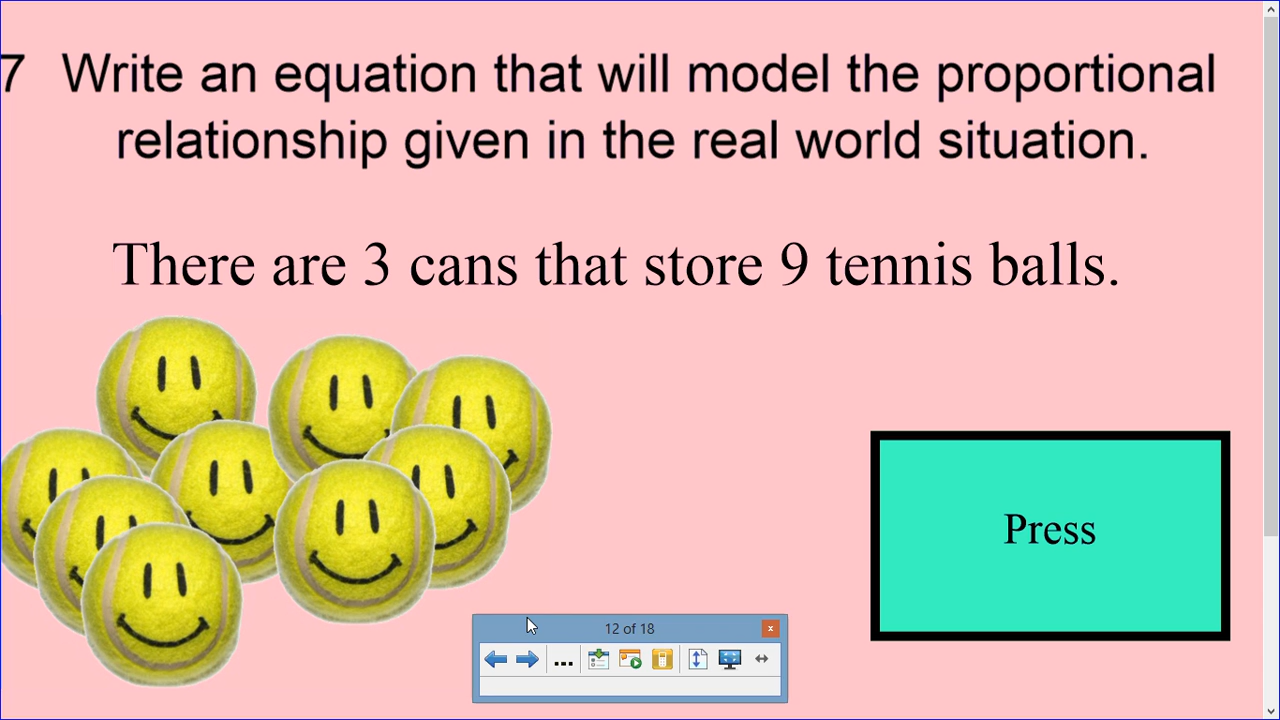 7 Write an equation that will model the proportional
relationship given in the real world situation.
There are 3 cans that store 9 tennis balls.
Press
12 of 18